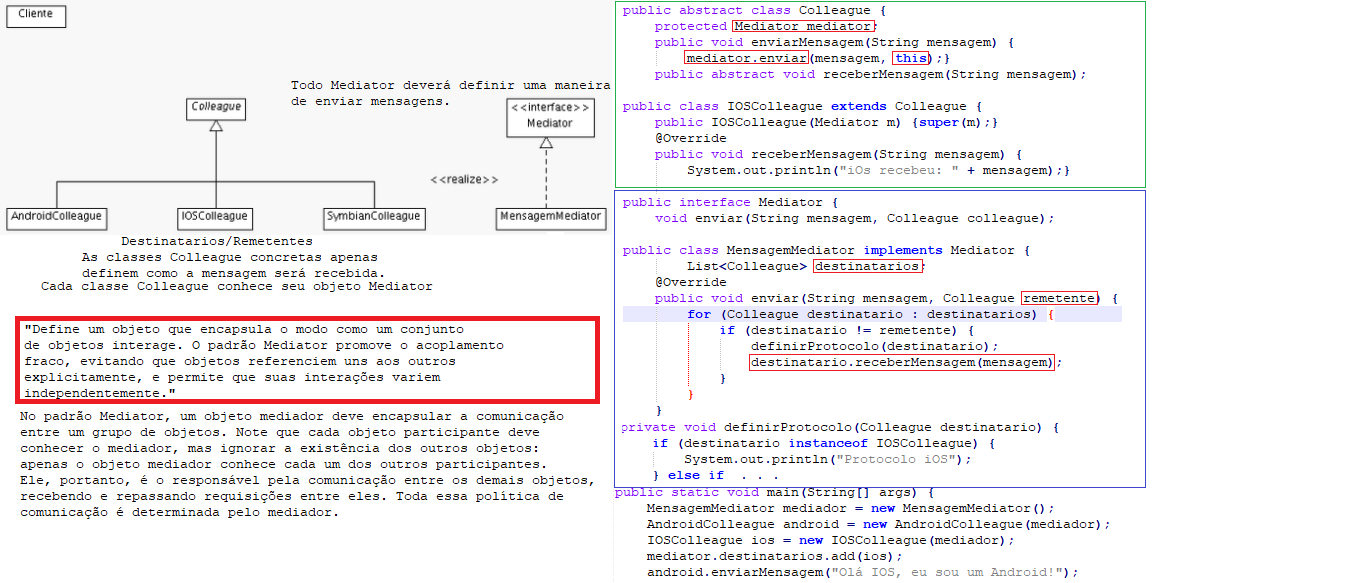 Cliente
Todo Mediator deverá definir uma maneira
de enviar mensagens.
Colleague
<<interface>>
Mediator
<<realize>>
AndroidColleague
IOSColleague
SymbianColleague
MensagemMediator
Destinatarios/Remetentes
As classes Colleague concretas apenas
definem como a mensagem será recebida.
Cada classe Colleague conhece seu objeto Mediator
"Define um objeto que encapsula o modo como um conjunto
de objetos interage. O padrão Mediator promove o acoplamento
fraco, evitando que objetos referenciem uns aos outros
explicitamente, e permite que suas interações variem
independentemente."
No padrão Mediator, um objeto mediador deve encapsular a comunicação
entre um grupo de objetos. Note que cada objeto participante deve
conhecer o mediador, mas ignorar a existência dos outros objetos:
apenas o objeto mediador conhece cada um dos outros participantes.
Ele, portanto, é o responsável pela comunicação entre os demais objetos,
recebendo e repassando requisições entre eles. Toda essa política de
comunicação é determinada pelo mediador.
public abstract class Colleague {
protected Mediator mediator;
public void enviarMensagem(String mensagem) {
mediator.enviar(mensagem, this);}
public abstract void receberMensagem(String mensagem);
public class IOSColleague extends Colleague {
public IOSColleague(Mediator m) {super(m);}
@Override
public void receberMensagem(String mensagem) {
System.out.println("iOs recebeu: " + mensagem);}
public interface Mediator {
void enviar(String mensagem, Colleague colleague);
public class MensagemMediator implements Mediator {
List<Colleague> destinatarios;
@Override
public void enviar(String mensagem, Colleague remetente) {
for (Colleague destinatario : destinatarios) {
if (destinatario != remetente) {
definirProtocolo(destinatario);
destinatario.receberMensagem(mensagem);
}
}
}
private void definirProtocolo(Colleague destinatario) {
if (destinatario instanceof IOSColleague) {
System.out.println("Protocolo iOS");
} else if . . .
public static void main(String[] args) {
MensagemMediator mediador = new MensagemMediator();
AndroidColleague android = new AndroidColleague(mediador);
IOSColleague ios = new IOSColleague(mediador);
mediator.destinatarios.add(ios);
android.enviarMensagem("Olá IOS, eu sou um Android!");